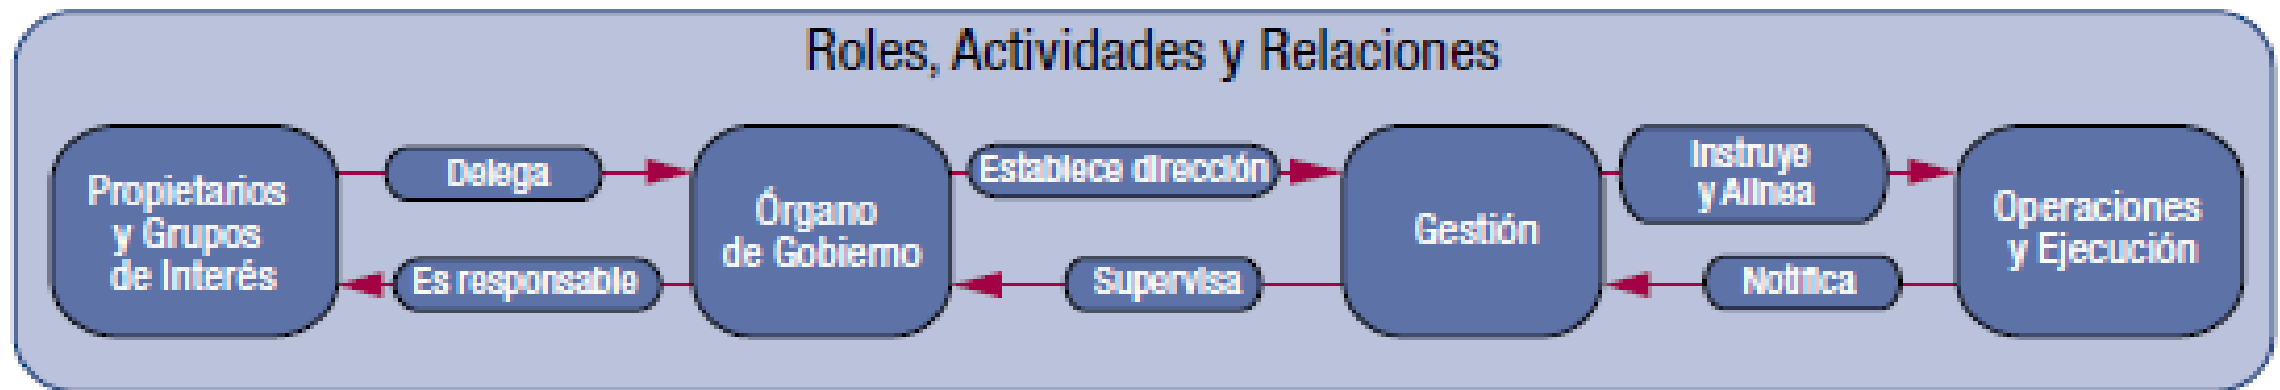 Roles, Actividades y Relaciones
Propietarios
y Grupos
de Interés
Delega
Es responsable
Órgano
de Gobierno
Establece dirección
Supervisa
Gestión
Instruye
y Alinea
Notifica
Operaciones
y Ejecución